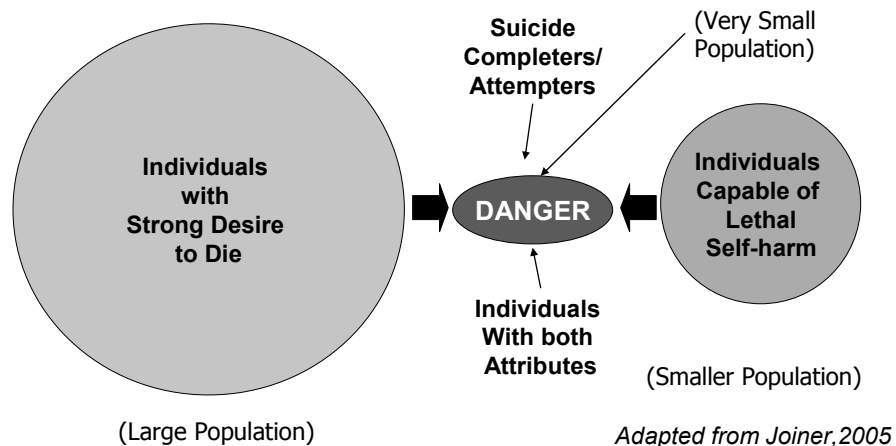 Individuals
with
Strong Desire
to Die
(Large Population)
Suicide
Completers/
Attempters
(Very Small
Population)
DANGER
Individuals
With both
Attributes
Individuals
Capable of
Lethal
Self-harm
(Smaller Population)
Adapted from Joiner,2005